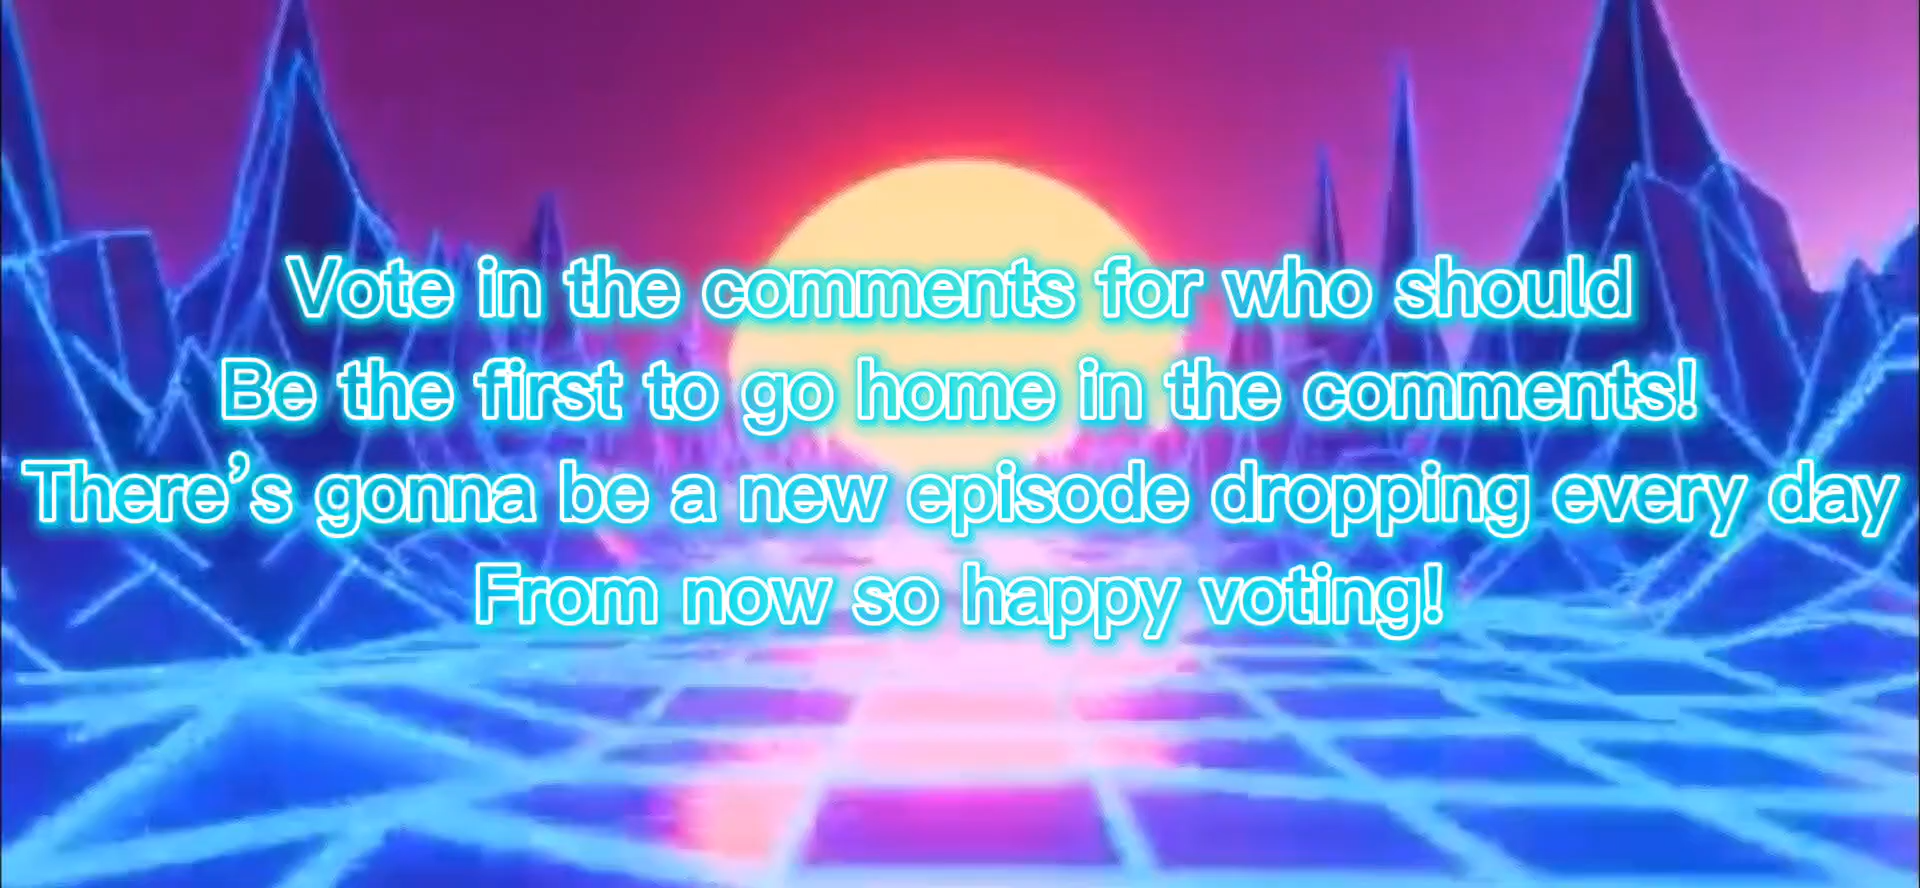 Vote in the comments for who should
Be the first to go home in the comments!
There’s gonna be a new episode dropping every day
From now so happy voting!